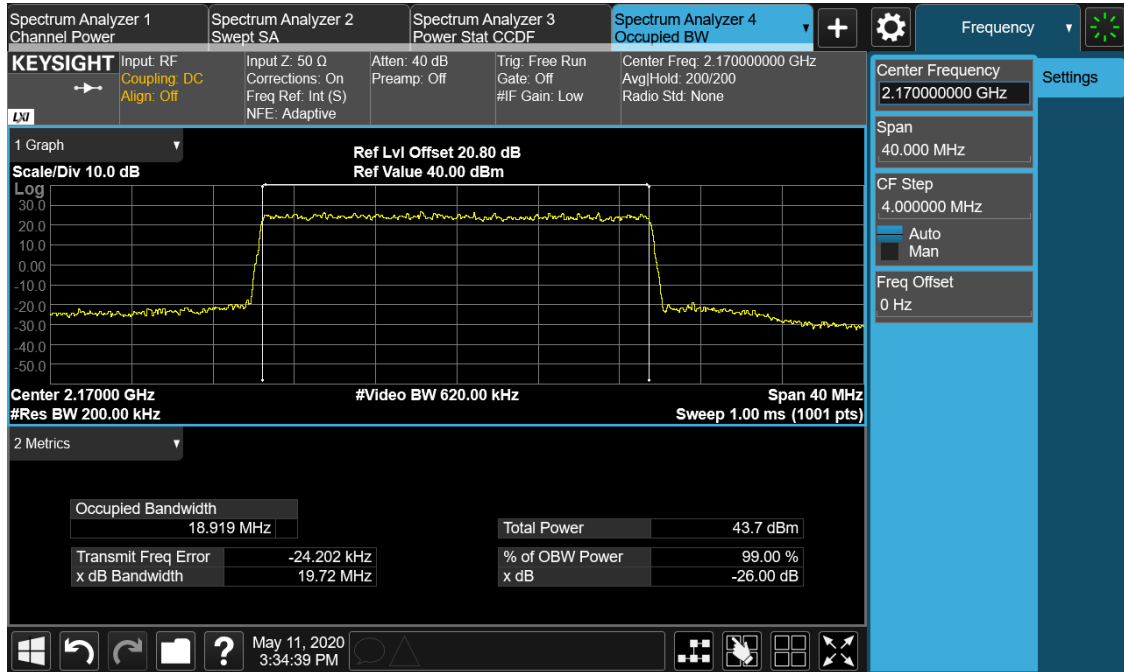 Spectrum Analyzer 1
Channel Power
Spectrum Analyzer 2
Swept SA
Spectrum Analyzer 3
Power Stat CCDF
Spectrum Analyzer 4
Occupied BW
Frequency
KEYSIGHT
LXI
Input: RF
Coupling: DC
Align: Off
Input Z: 50 Ω
Corrections: On
Freq Ref: Int (S)
NFE: Adaptive
Atten: 40 dB
Preamp: Off
Trig: Free Run
Gate: Off
#IF Gain: Low
Center Freq: 2.170000000 GHz
Avg|Hold: 200/200
Radio Std: None
Center Frequency
2.170000000 GHz
Settings
Span
40.000 MHz
CF Step
4.000000 MHz
Auto
Man
Freq Offset
0 Hz
1 Graph
Scale/Div 10.0 dB
Ref Lvl Offset 20.80 dB
Ref Value 40.00 dBm
Log
30.0
20.0
10.0
0.00
-10.0
-20.0
-30.0
-40.0
-50.0
Center 2.17000 GHz
#Video BW 620.00 kHz
Span 40 MHz
#Res BW 200.00 kHz
Sweep 1.00 ms (1001 pts)
2 Metrics
Occupied Bandwidth
18.919 MHz
Total Power 43.7 dBm
Transmit Freq Error -24.202 kHz
% of OBW Power 99.00 %
x dB Bandwidth 19.72 MHz
x dB -26.00 dB
?
May 11, 2020
3:34:39 PM